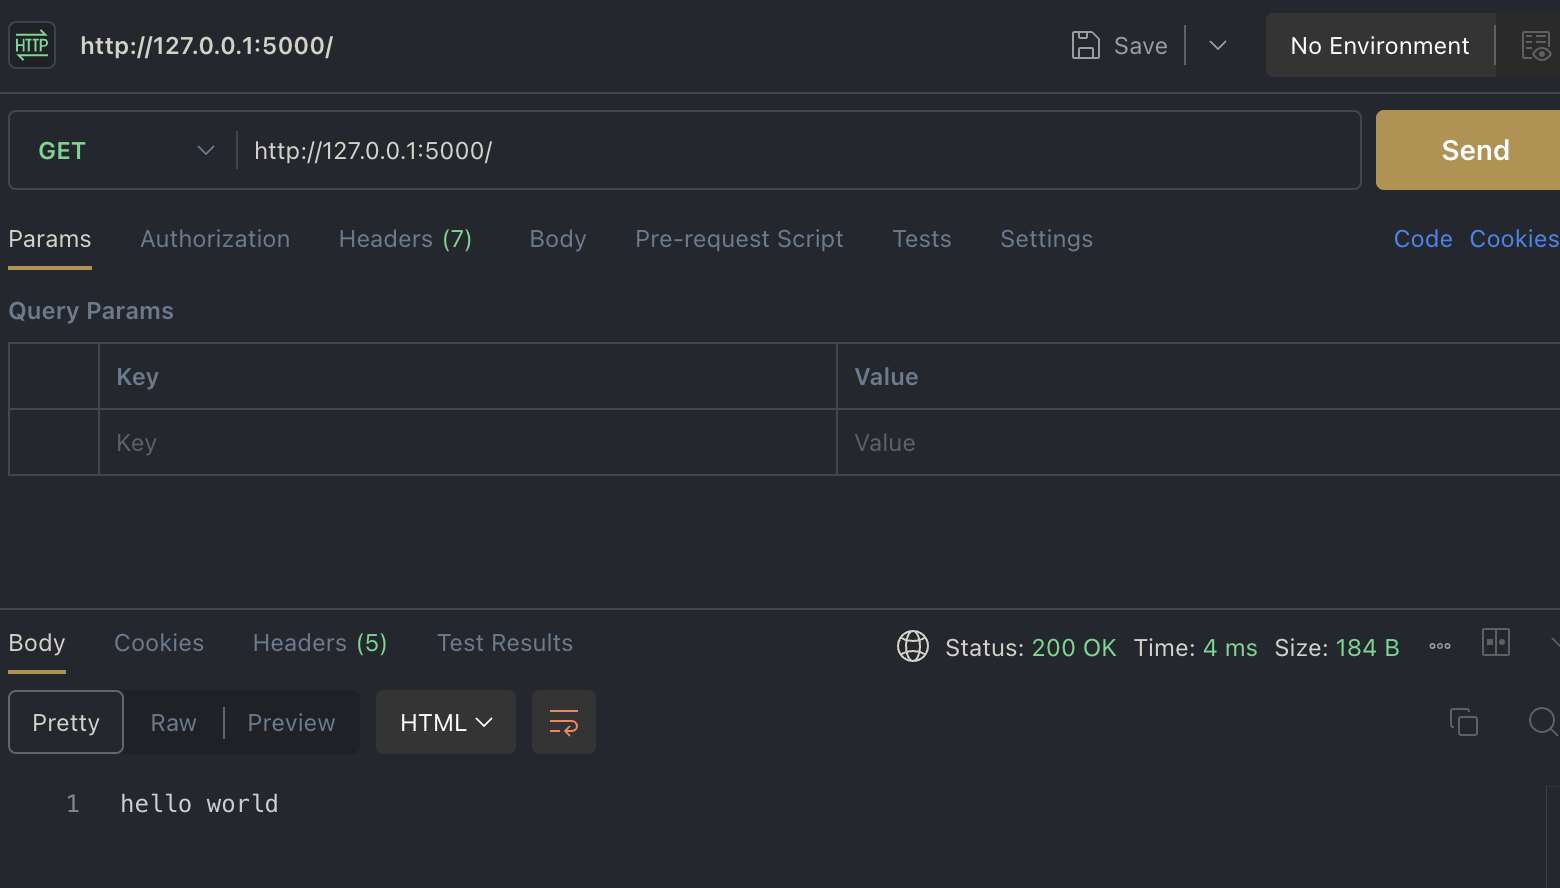 HTTP http://127.0.0.1:5000/ Save No Environment
GET http://127.0.0.1:5000/ Send
Params Authorization Headers (7) Body Pre-request Script Tests Settings Code Cookies
Query Params
Key Value
Key Value
Body Cookies Headers (5) Test Results Status: 200 OK Time: 4 ms Size: 184 B
Pretty Raw Preview HTML
1 hello world